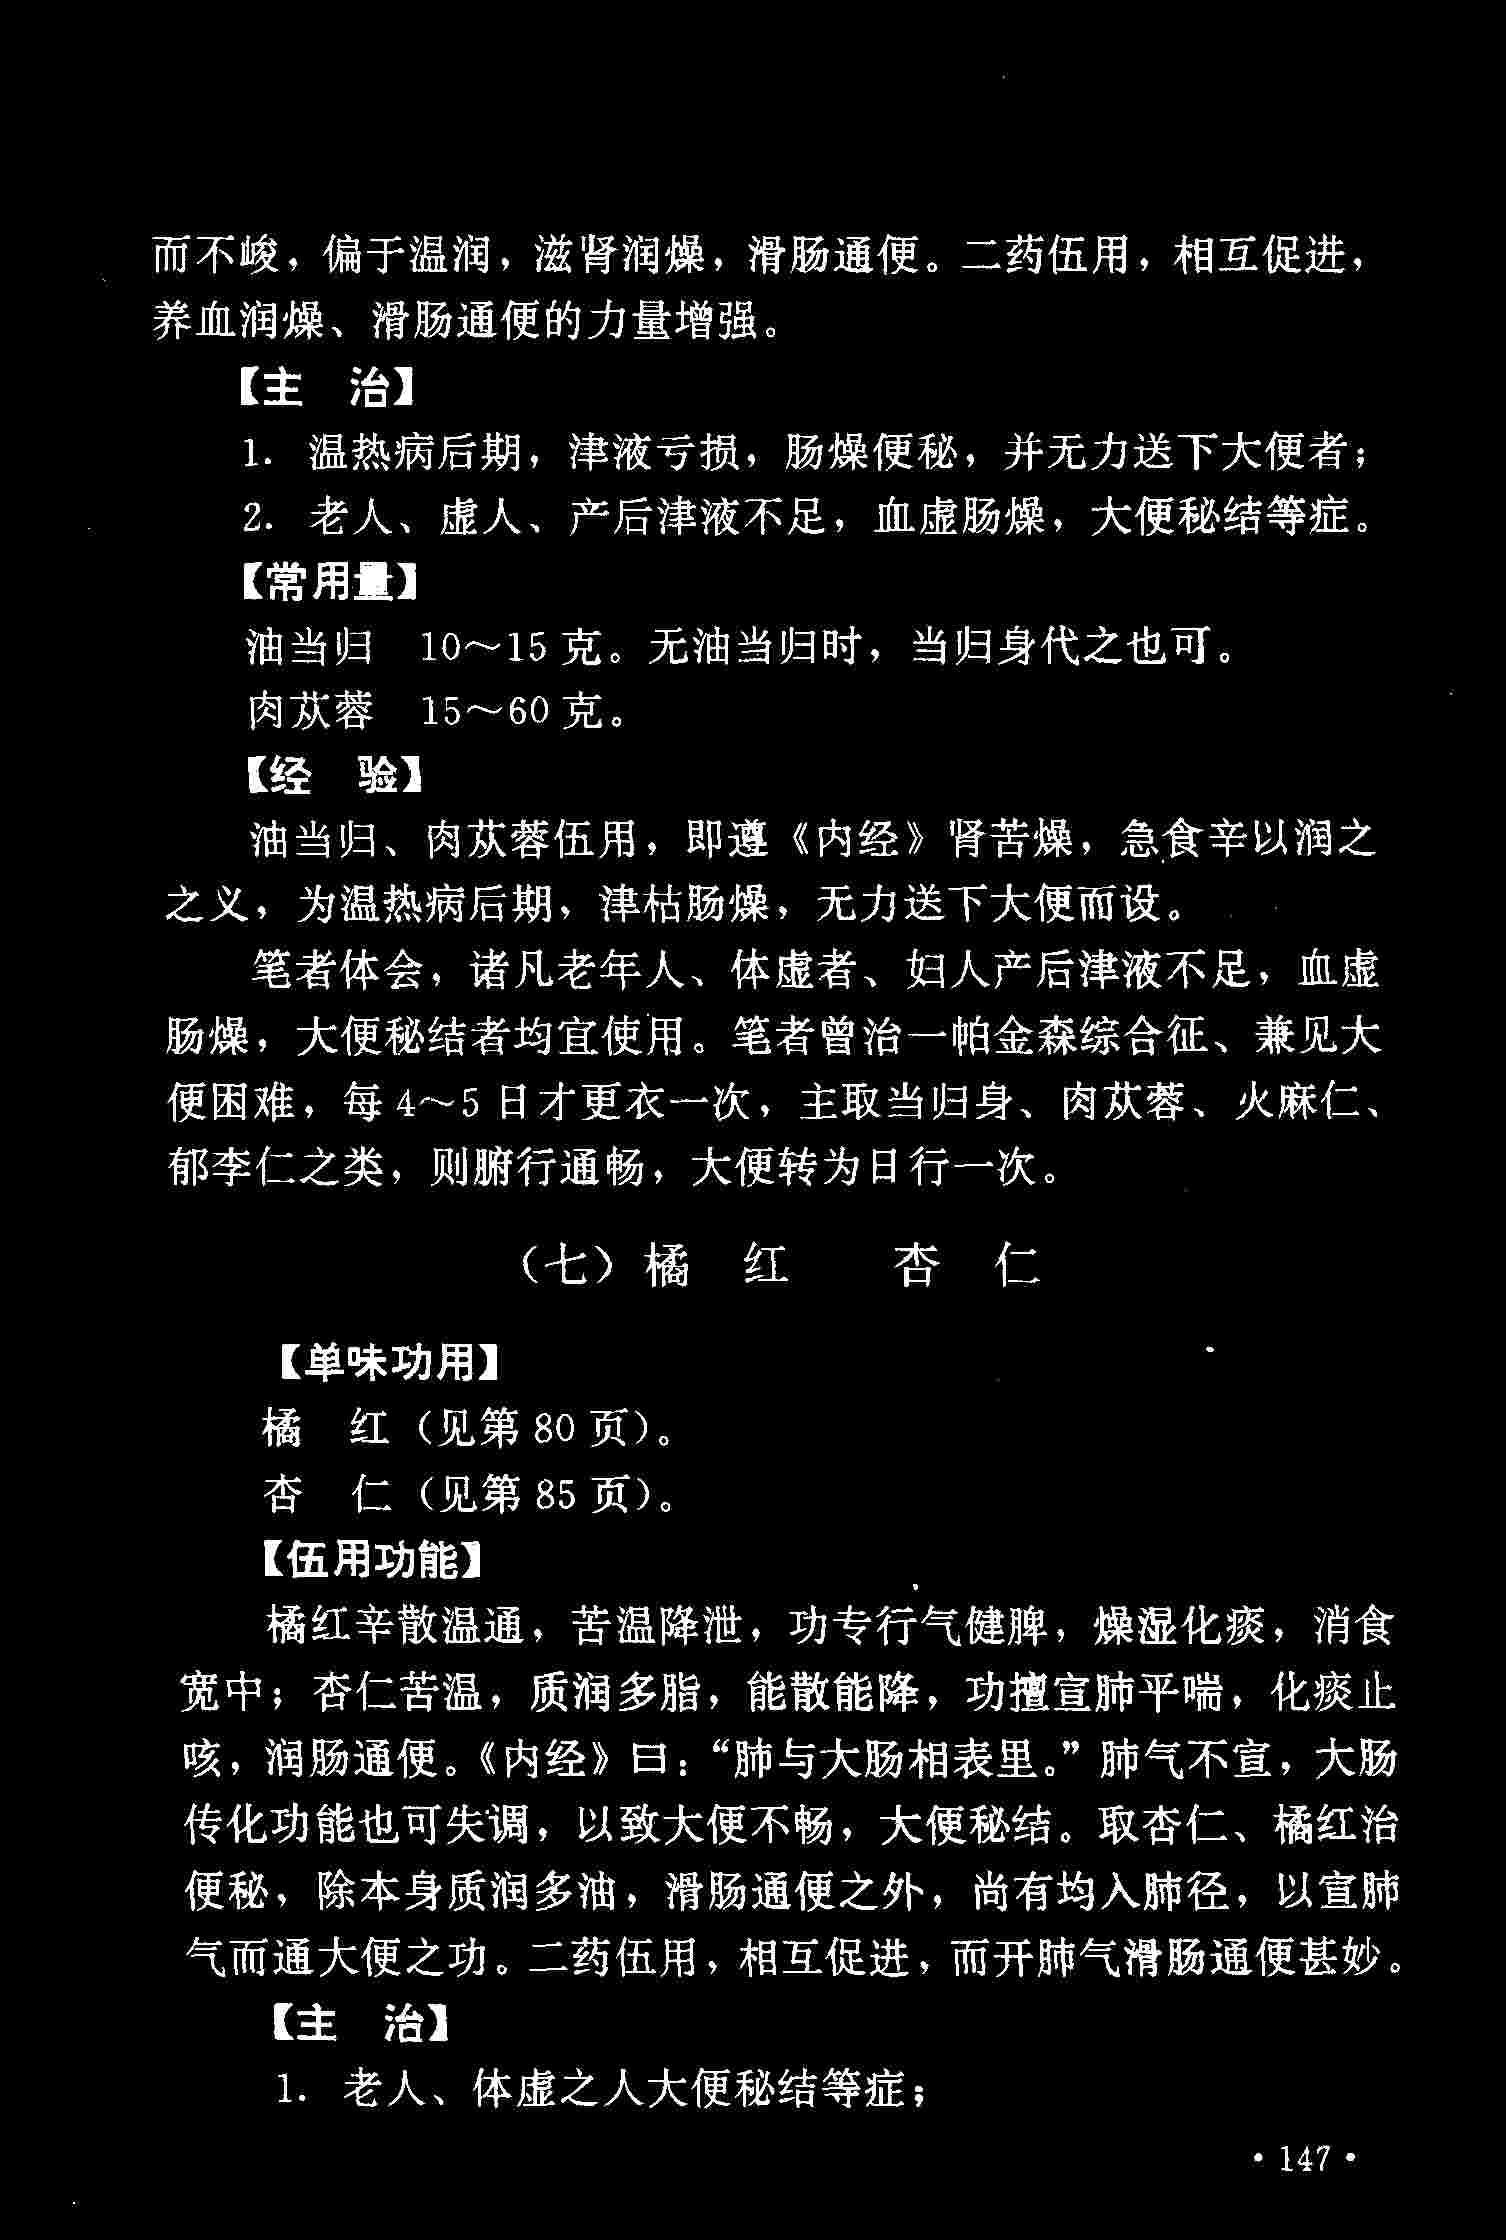 而不峻，偏于温润，滋肾润燥，滑肠通便。二药伍用，相互促进，
养血润燥、滑肠通便的力量增强。
【主　治】
1. 温热病后期，津液亏损，肠燥便秘，并无力送下大便者；
2. 老人、虚人、产后津液不足，血虚肠燥，大便秘结等症。
【常用量】
油当归　10～15 克。无油当归时，当归身代之也可。
肉苁蓉　15～60 克。
【经　验】
油当归、肉苁蓉伍用，即遵《内经》肾苦燥，急食辛以润之
之义，为温热病后期，津枯肠燥，无力送下大便而设。
笔者体会，诸凡老年人、体虚者、妇人产后津液不足，血虚
肠燥，大便秘结者均宜使用。笔者曾治一帕金森综合征、兼见大
便困难，每 4～5 日才更衣一次，主取当归身、肉苁蓉、火麻仁、
郁李仁之类，则腑行通畅，大便转为日行一次。
（七）橘　红　　杏　仁
【单味功用】
橘　红（见第 80 页）。
杏　仁（见第 85 页）。
【伍用功能】
橘红辛散温通，苦温降泄，功专行气健脾，燥湿化痰，消食
宽中；杏仁苦温，质润多脂，能散能降，功擅宣肺平喘，化痰止
咳，润肠通便。《内经》曰：“肺与大肠相表里。”肺气不宣，大肠
传化功能也可失调，以致大便不畅，大便秘结。取杏仁、橘红治
便秘，除本身质润多油，滑肠通便之外，尚有均入肺径，以宣肺
气而通大便之功。二药伍用，相互促进，而开肺气滑肠通便甚妙。
【主　治】
1. 老人、体虚之人大便秘结等症；
·147·